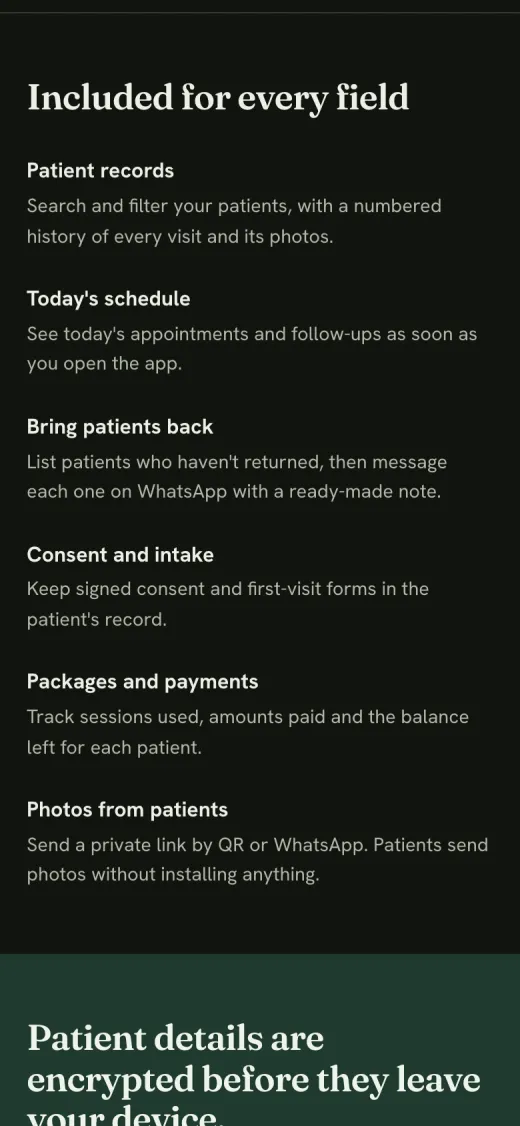 Included for every field
Patient records
Search and filter your patients, with a numbered
history of every visit and its photos.
Today's schedule
See today's appointments and follow-ups as soon as
you open the app.
Bring patients back
List patients who haven't returned, then message
each one on WhatsApp with a ready-made note.
Consent and intake
Keep signed consent and first-visit forms in the
patient's record.
Packages and payments
Track sessions used, amounts paid and the balance
left for each patient.
Photos from patients
Send a private link by QR or WhatsApp. Patients send
photos without installing anything.
Patient details are
encrypted before they leave
your device.